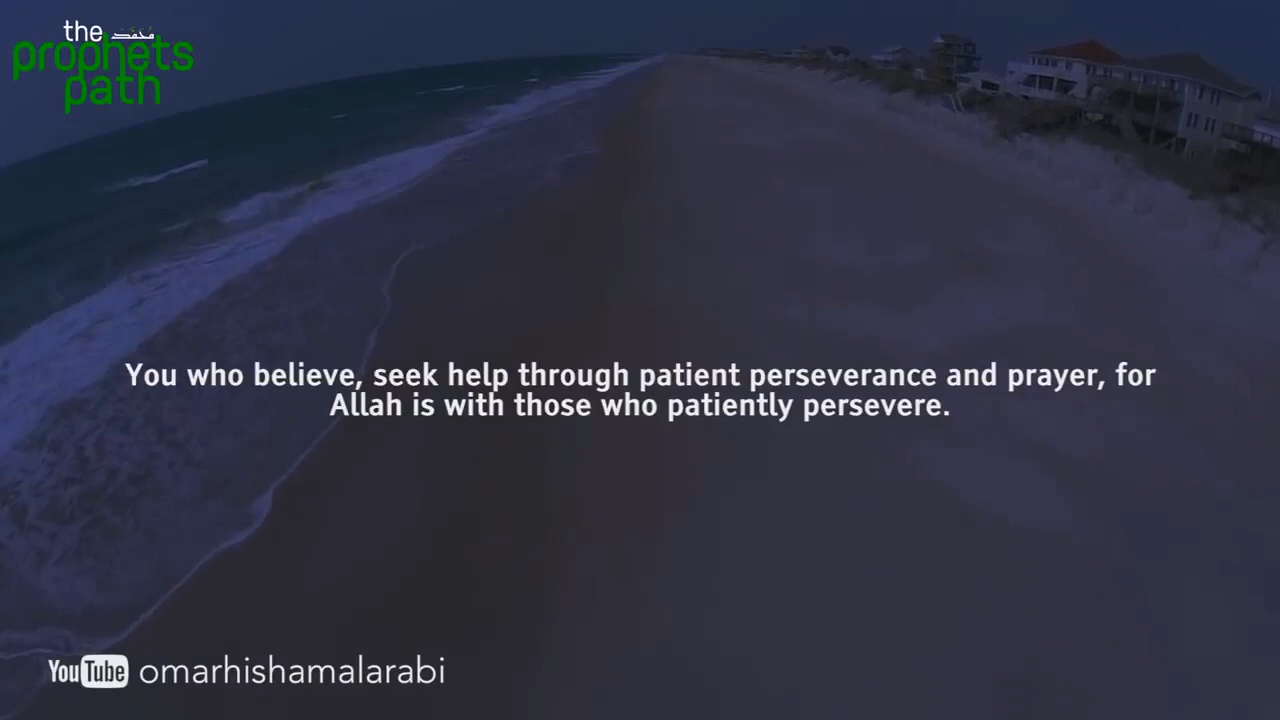 the
prophets
path
You who believe, seek help through patient perseverance and prayer, for
Allah is with those who patiently persevere.
YouTube omarhishamalarabi